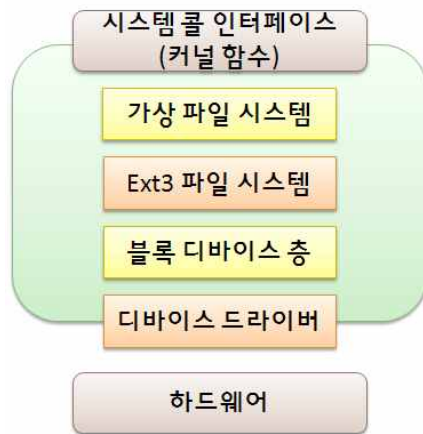 시스템 콜 인터페이스
(커널 함수)
가상 파일 시스템
Ext3 파일 시스템
블록 디바이스 층
디바이스 드라이버
하드웨어